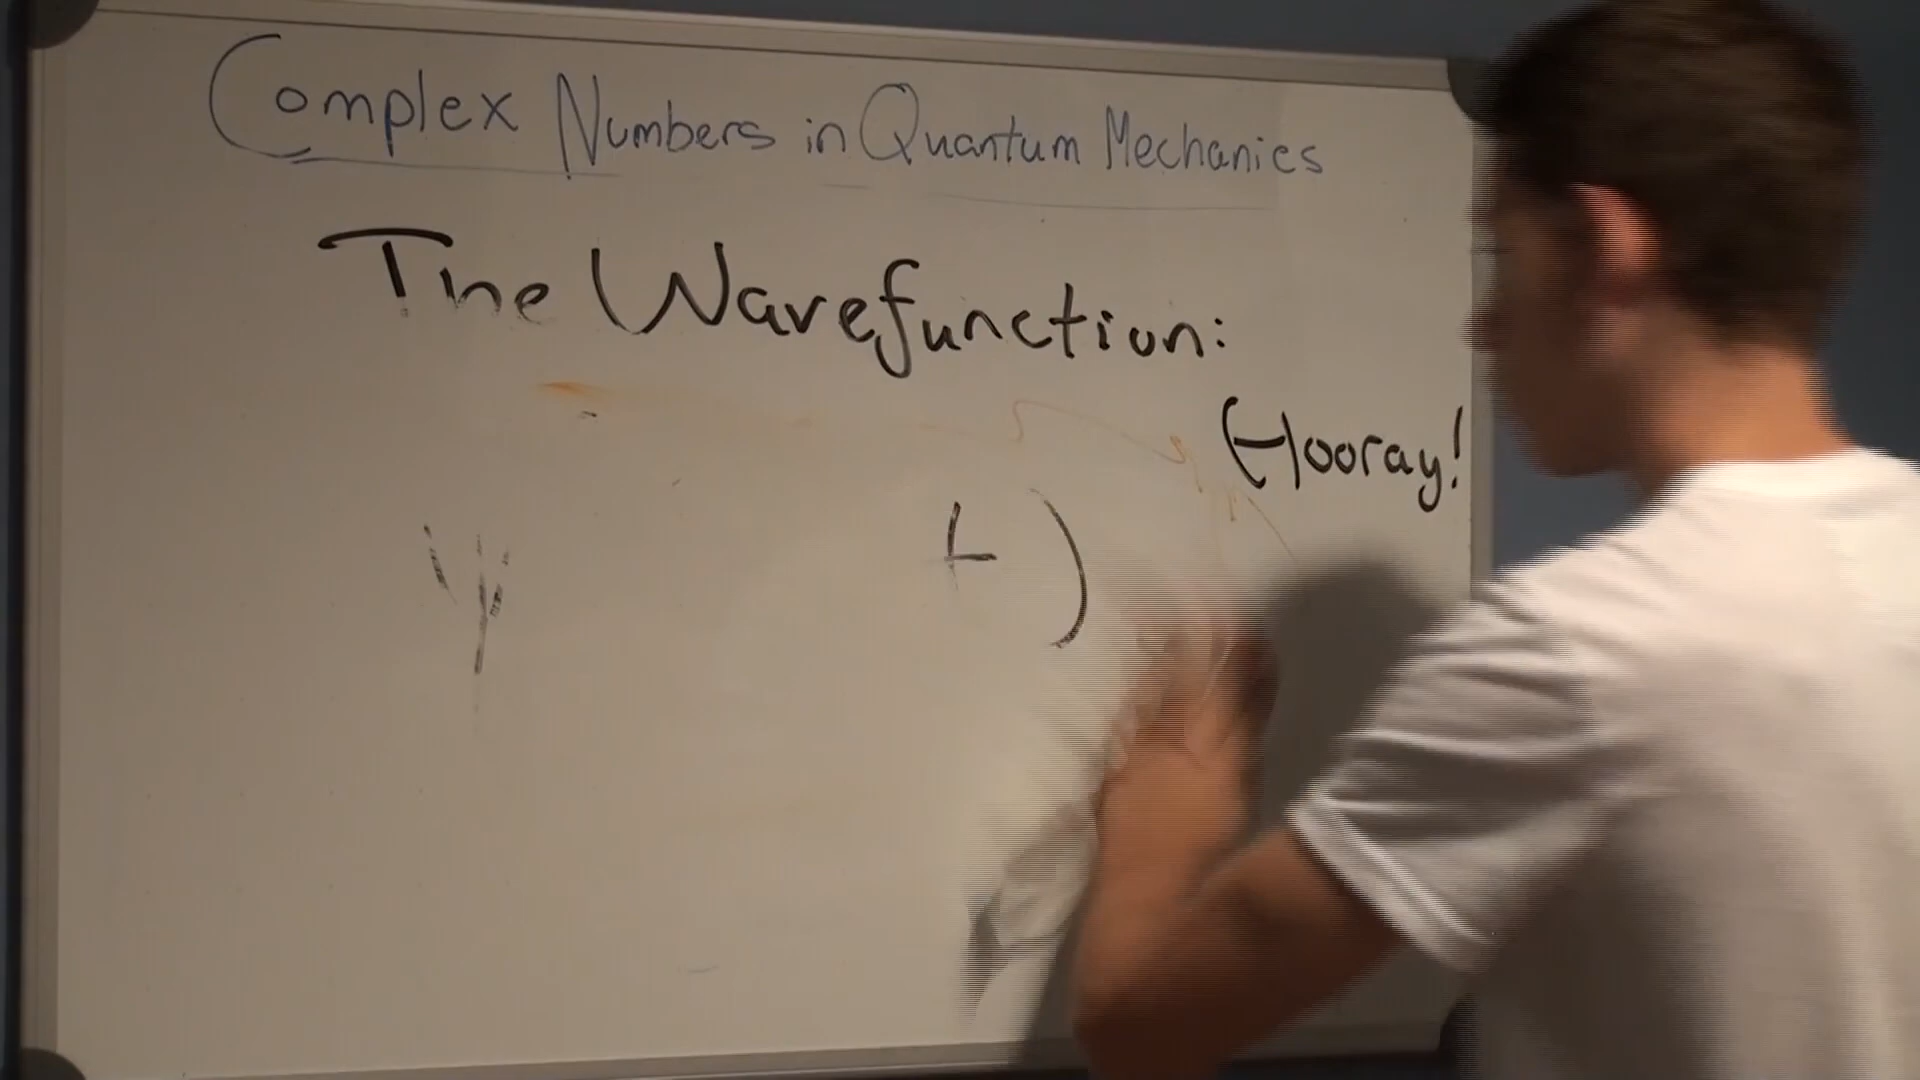 Complex Numbers in Quantum Mechanics
The Wavefunction:
Hooray!
ψ t)